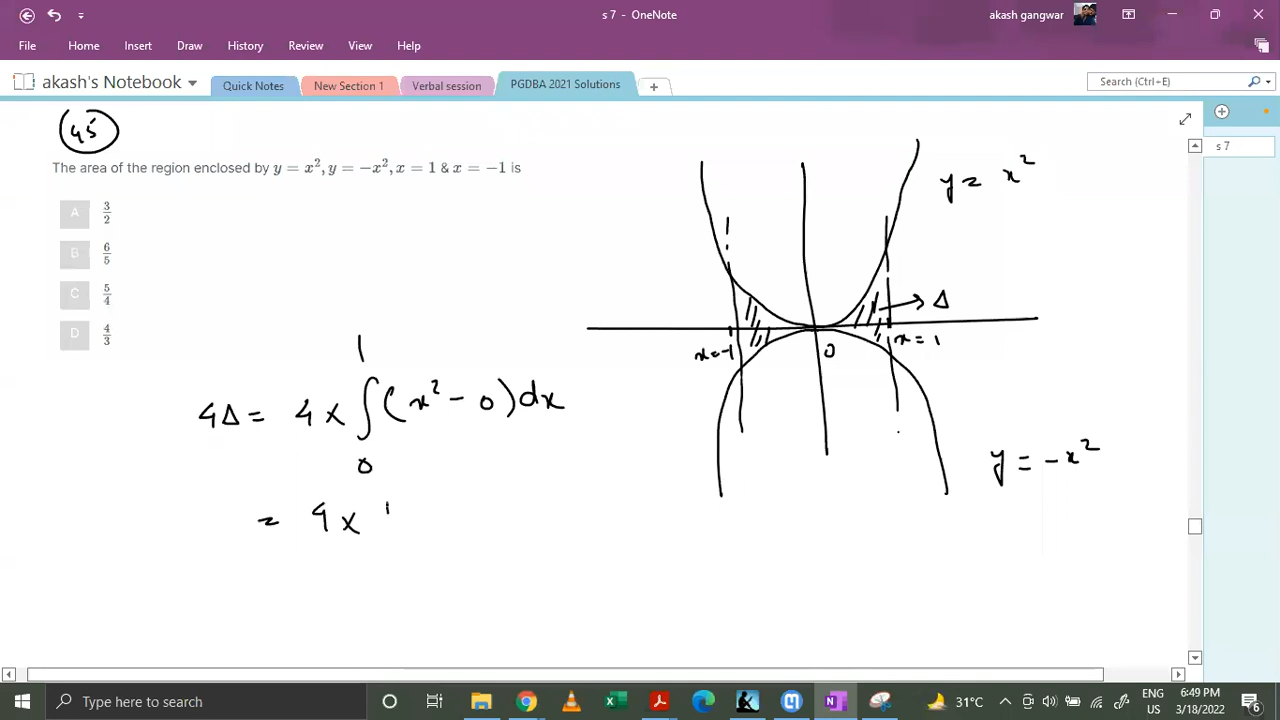 s 7 - OneNote
akash gangwar
File Home Insert Draw History Review View Help
akash's Notebook
Quick Notes
New Section 1
Verbal session
PGDBA 2021 Solutions
Search (Ctrl+E)
s 7
45
The area of the region enclosed by y = x², y = −x², x = 1 & x = −1 is
A 3/2
B 6/5
C 5/4
D 4/3
y = x²
Δ
x=-1
0
x=1
y = -x²
4Δ = 4 x ∫₀¹ (x² - 0) dx
= 4 x
Type here to search
31°C
ENG
US
6:49 PM
3/18/2022
6